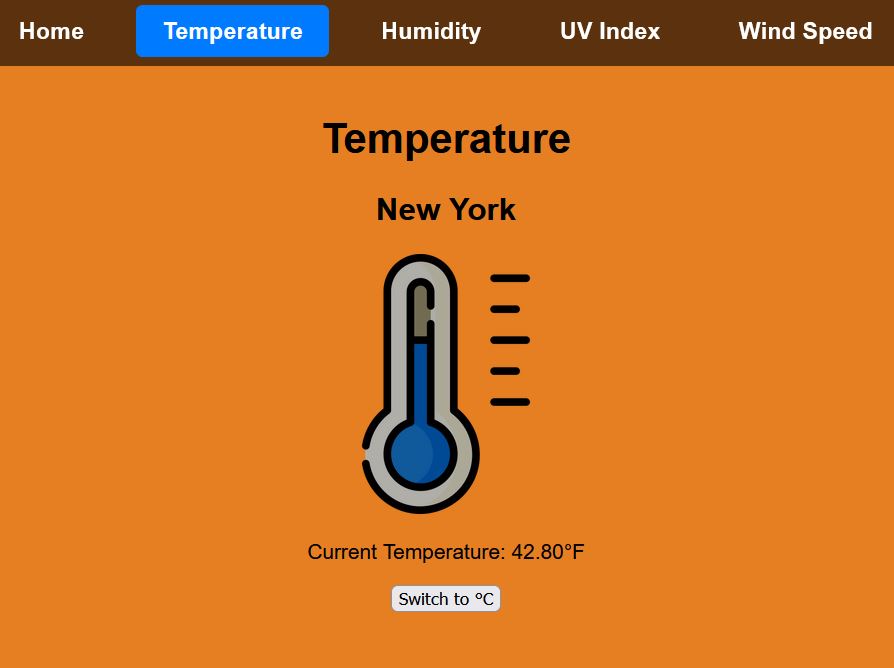 Home Temperature Humidity UV Index Wind Speed
Temperature
New York
Current Temperature: 42.80°F
Switch to °C